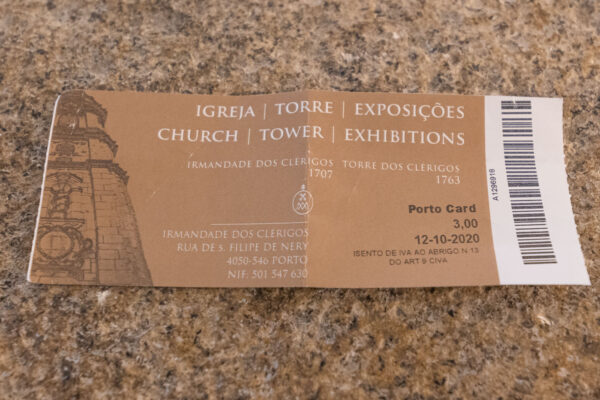 IGREJA | TORRE | EXPOSIÇÕES
CHURCH | TOWER | EXHIBITIONS
IRMANDADE DOS CLÉRIGOS
1707
TORRE DOS CLÉRIGOS
1763
IRMANDADE DOS CLÉRIGOS
RUA DE S. FILIPE DE NERY
4050-546 PORTO
NIF: 501 547 630
Porto Card
3,00
12-10-2020
ISENTO DE IVA AO ABRIGO N.13
DO ART 9 CIVA
A1296918